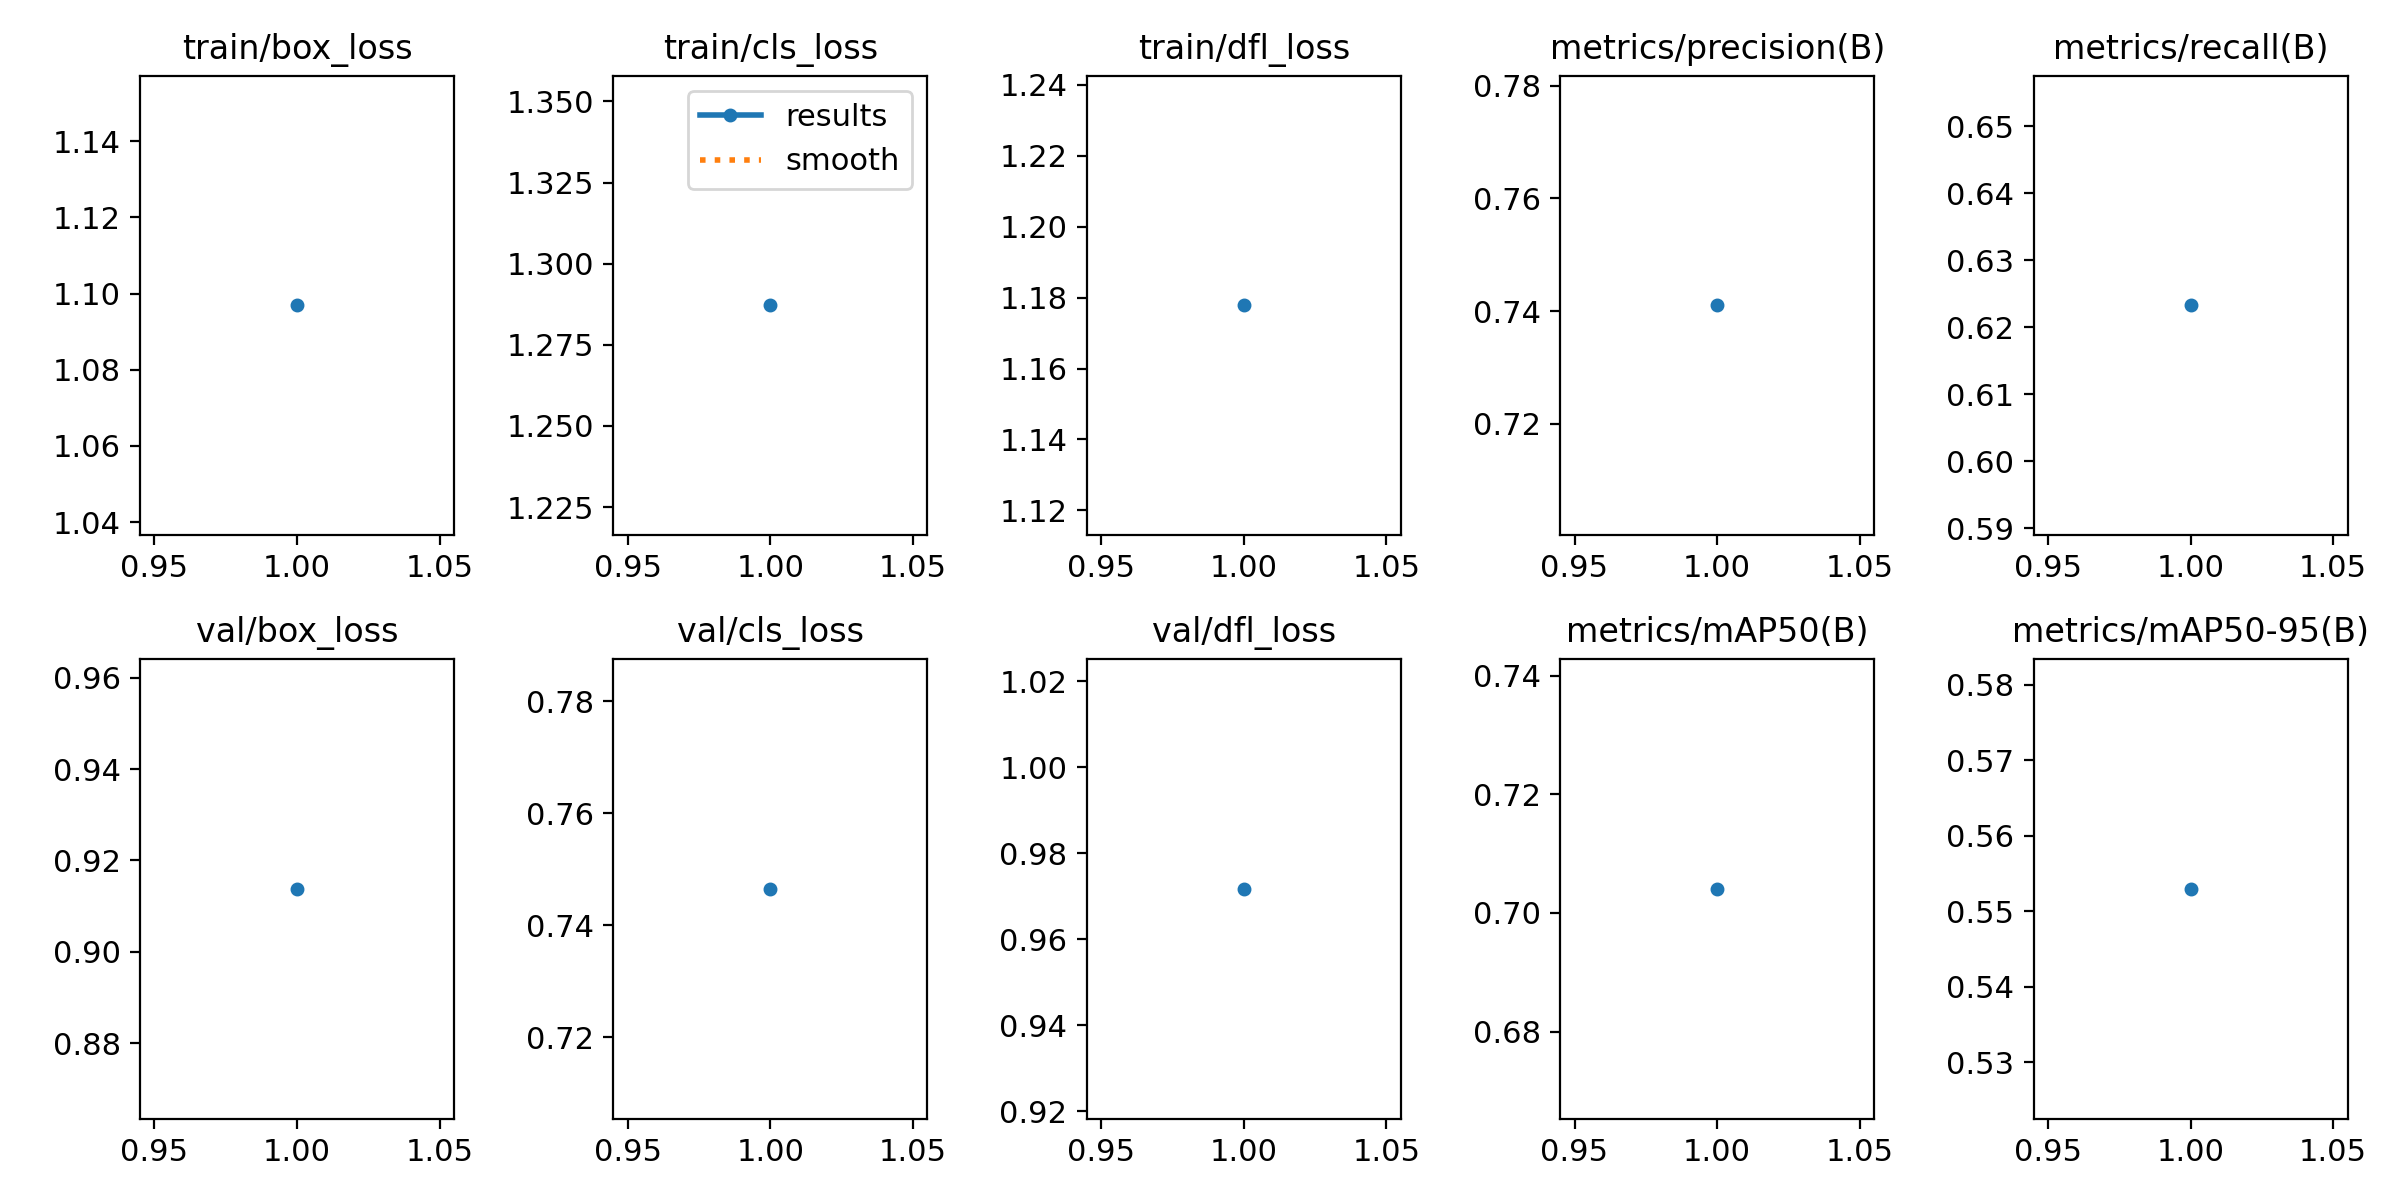 train/box_loss
1.14
1.12
1.10
1.08
1.06
1.04
0.95 1.00 1.05
train/cls_loss
results
smooth
1.350
1.325
1.300
1.275
1.250
1.225
0.95 1.00 1.05
train/dfl_loss
1.24
1.22
1.20
1.18
1.16
1.14
1.12
0.95 1.00 1.05
metrics/precision(B)
0.78
0.76
0.74
0.72
0.95 1.00 1.05
metrics/recall(B)
0.65
0.64
0.63
0.62
0.61
0.60
0.59
0.95 1.00 1.05
val/box_loss
0.96
0.94
0.92
0.90
0.88
0.95 1.00 1.05
val/cls_loss
0.78
0.76
0.74
0.72
0.95 1.00 1.05
val/dfl_loss
1.02
1.00
0.98
0.96
0.94
0.92
0.95 1.00 1.05
metrics/mAP50(B)
0.74
0.72
0.70
0.68
0.95 1.00 1.05
metrics/mAP50-95(B)
0.58
0.57
0.56
0.55
0.54
0.53
0.95 1.00 1.05